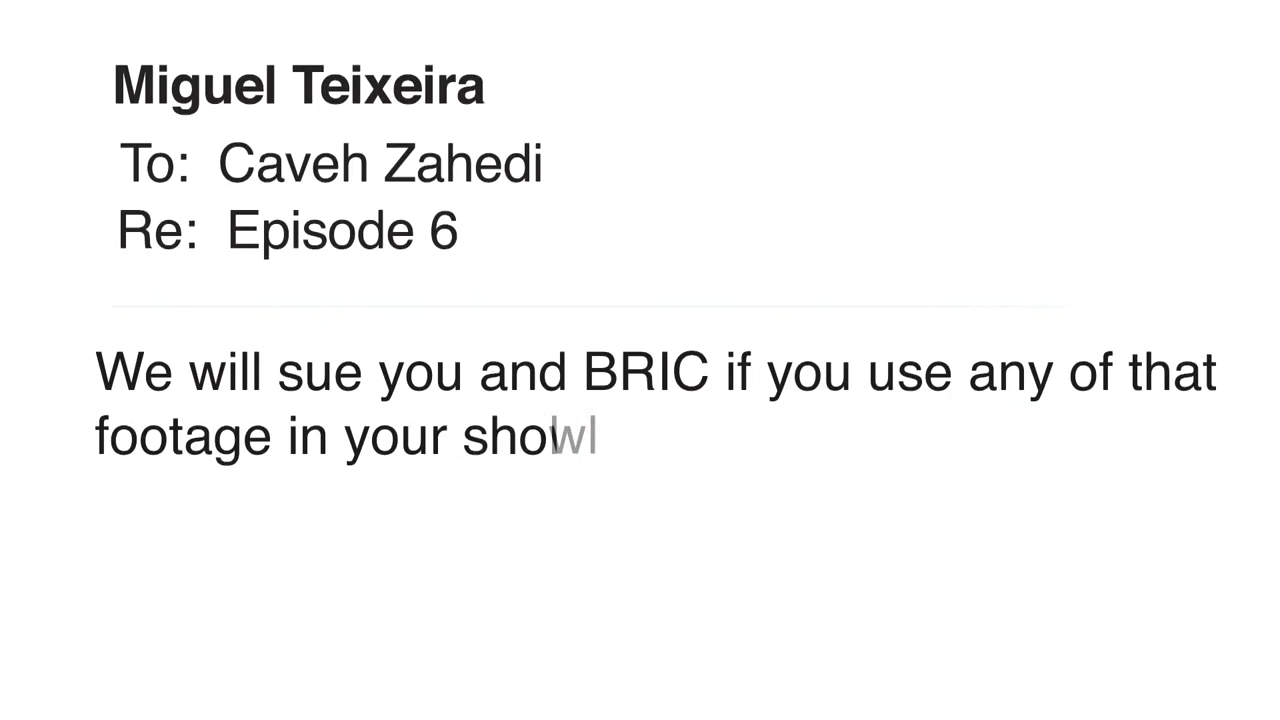 Miguel Teixeira
To: Caveh Zahedi
Re: Episode 6
We will sue you and BRIC if you use any of that
footage in your show